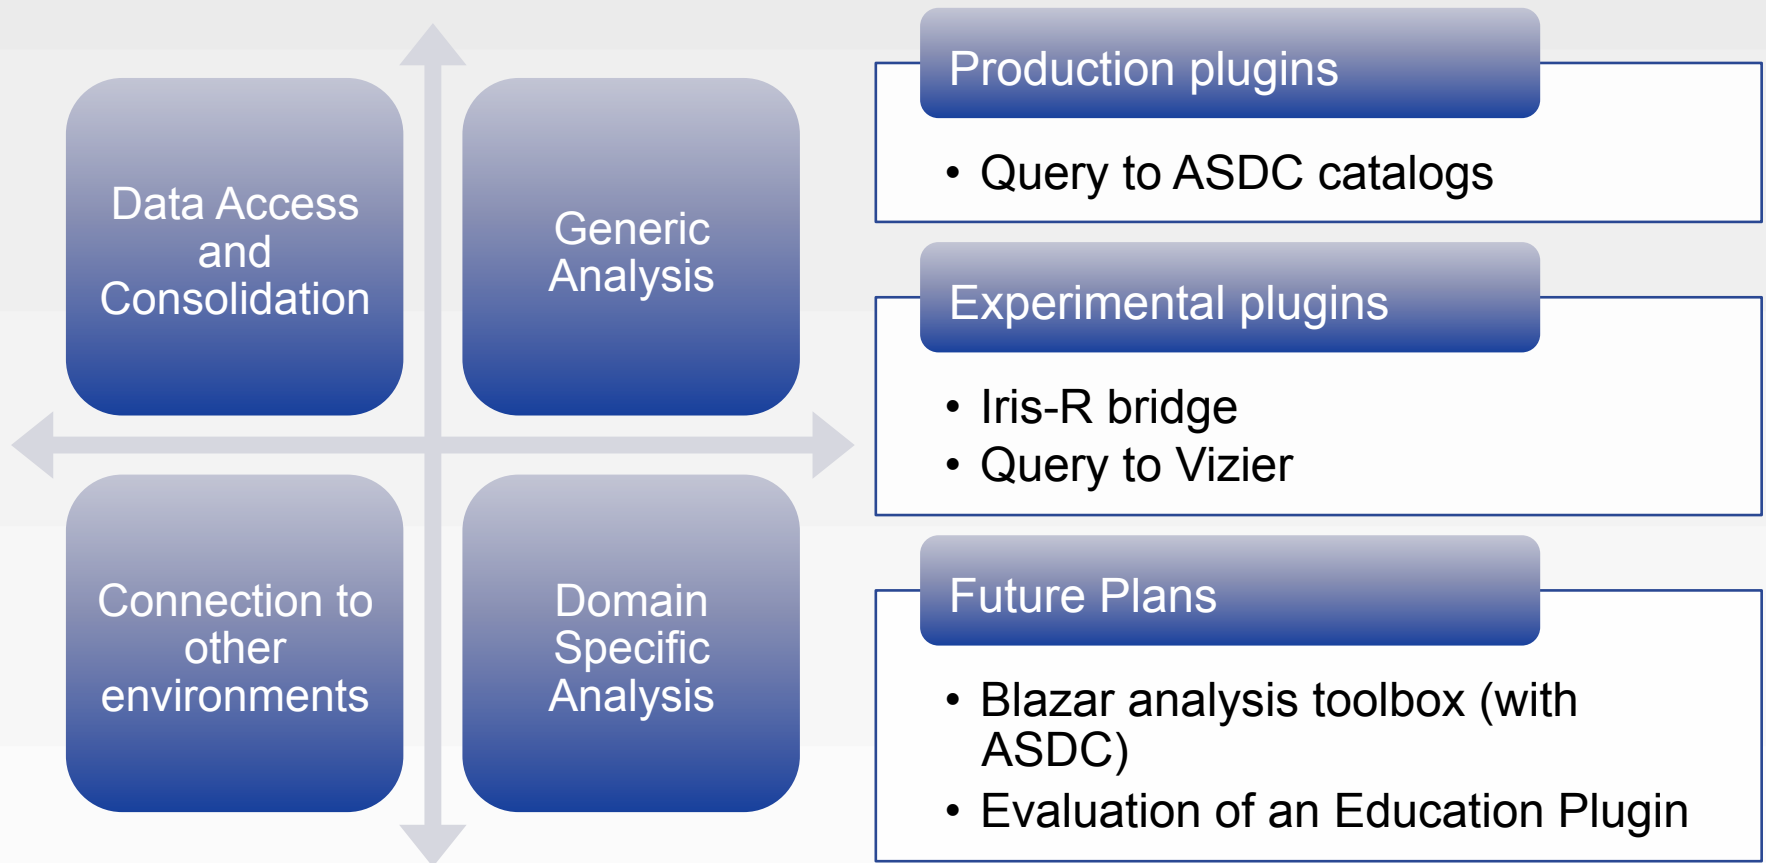 Data Access
and
Consolidation
Generic
Analysis
Connection to
other
environments
Domain
Specific
Analysis
Production plugins
• Query to ASDC catalogs
Experimental plugins
• Iris-R bridge
• Query to Vizier
Future Plans
• Blazar analysis toolbox (with
ASDC)
• Evaluation of an Education Plugin